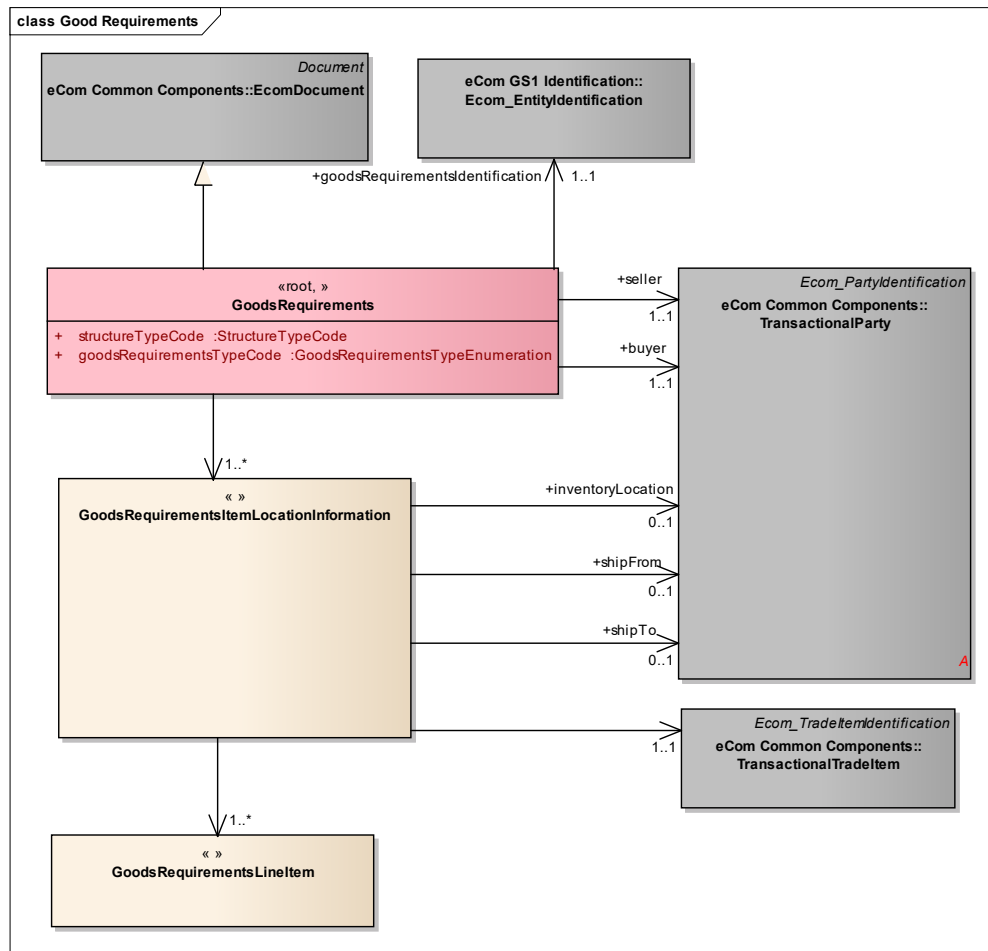 class Good Requirements
Document
eCom Common Components::EcomDocument
eCom GS1 Identification::
Ecom_EntityIdentification
+goodsRequirementsIdentification
1..1
«root, »
GoodsRequirements
+ structureTypeCode :StructureTypeCode
+ goodsRequirementsTypeCode :GoodsRequirementsTypeEnumeration
+seller
1..1
+buyer
1..1
Ecom_PartyIdentification
eCom Common Components::
TransactionalParty
A
1..*
« »
GoodsRequirementsItemLocationInformation
+inventoryLocation
0..1
+shipFrom
0..1
+shipTo
0..1
1..1
Ecom_TradeItemIdentification
eCom Common Components::
TransactionalTradeItem
1..*
« »
GoodsRequirementsLineItem